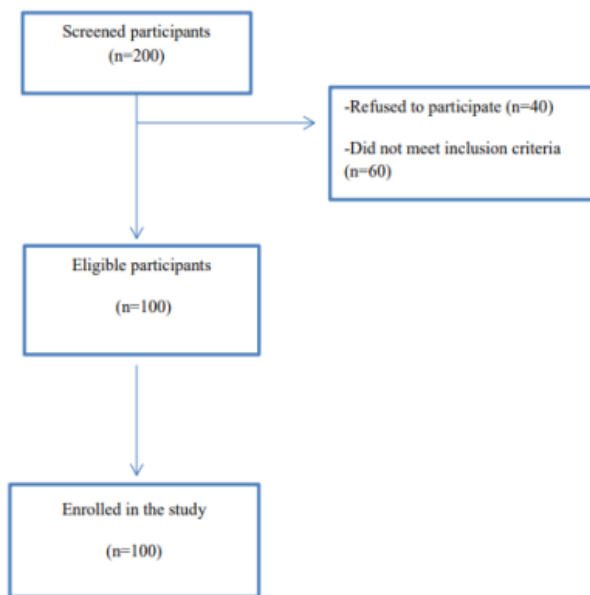 Screened participants
(n=200)
-Refused to participate (n=40)
-Did not meet inclusion criteria
(n=60)
Eligible participants
(n=100)
Enrolled in the study
(n=100)